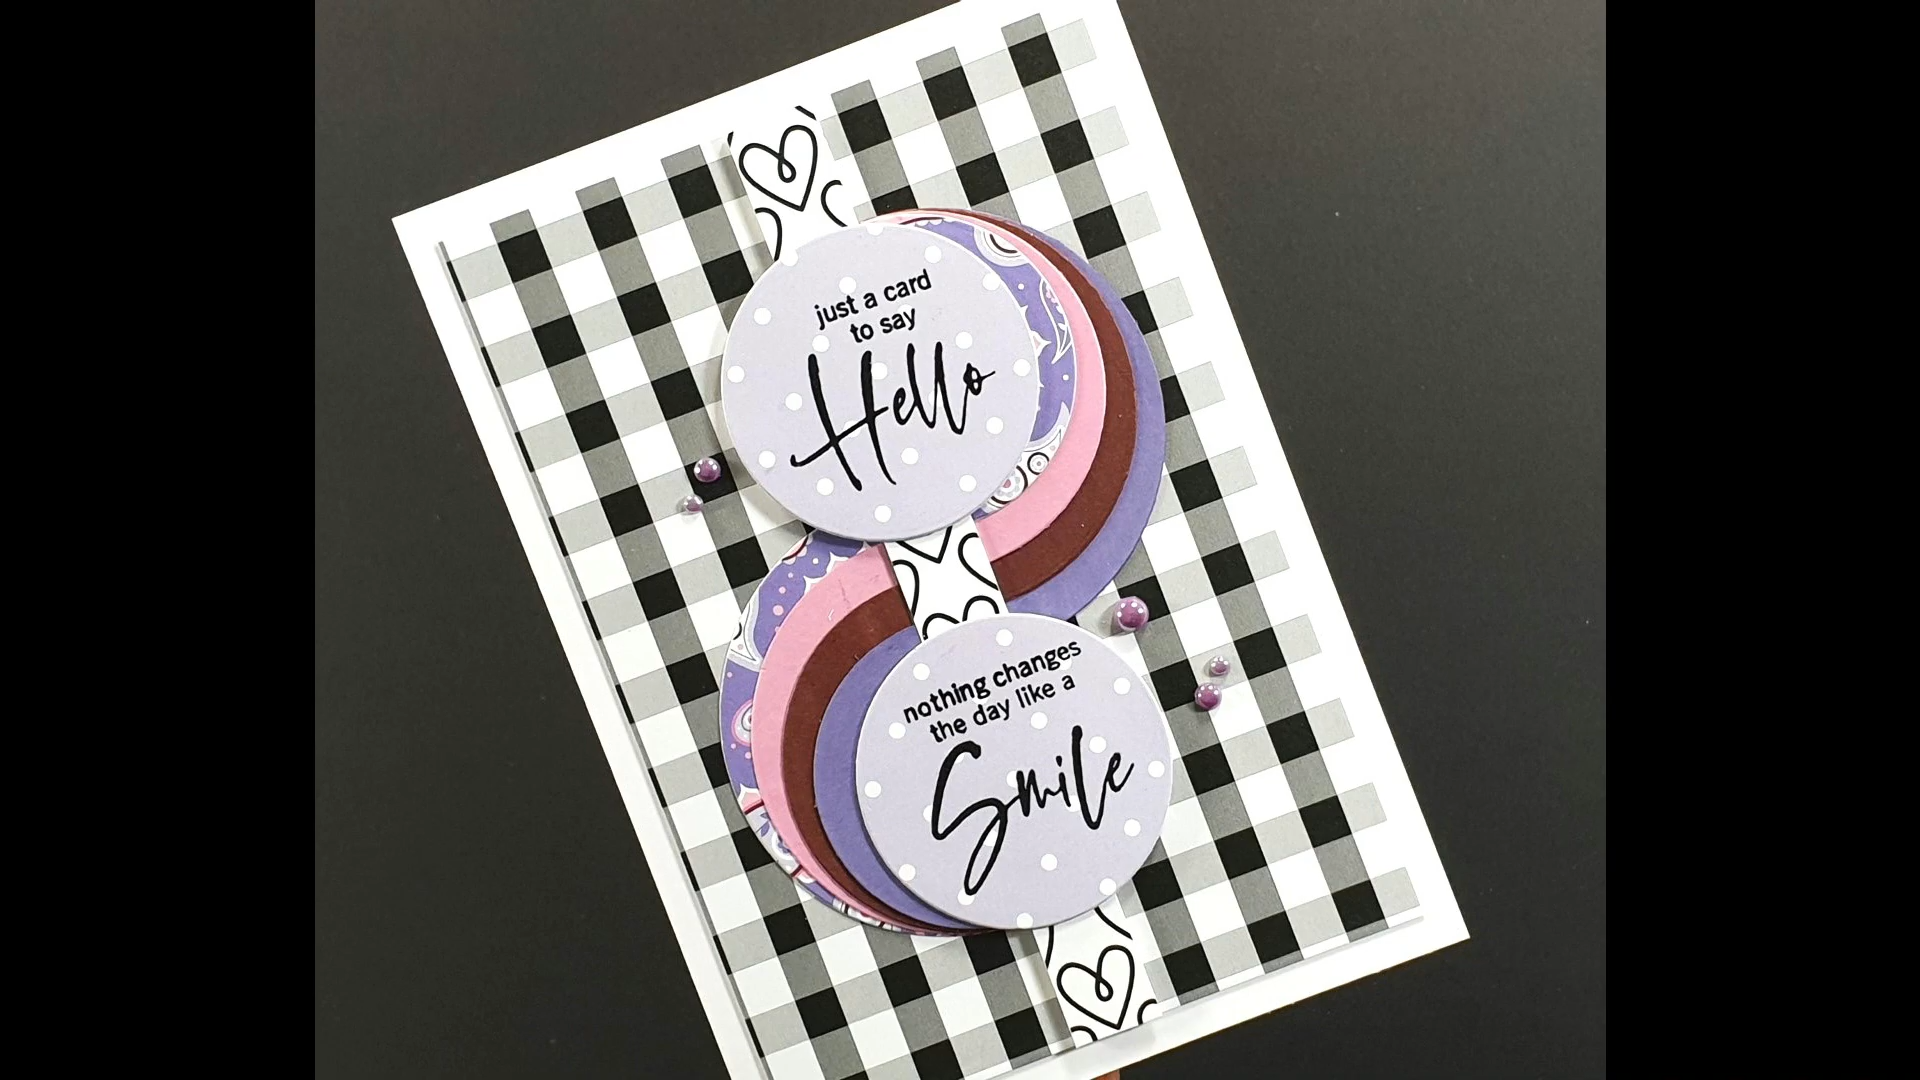 just a card
to say
Hello
nothing changes
the day like a
Smile